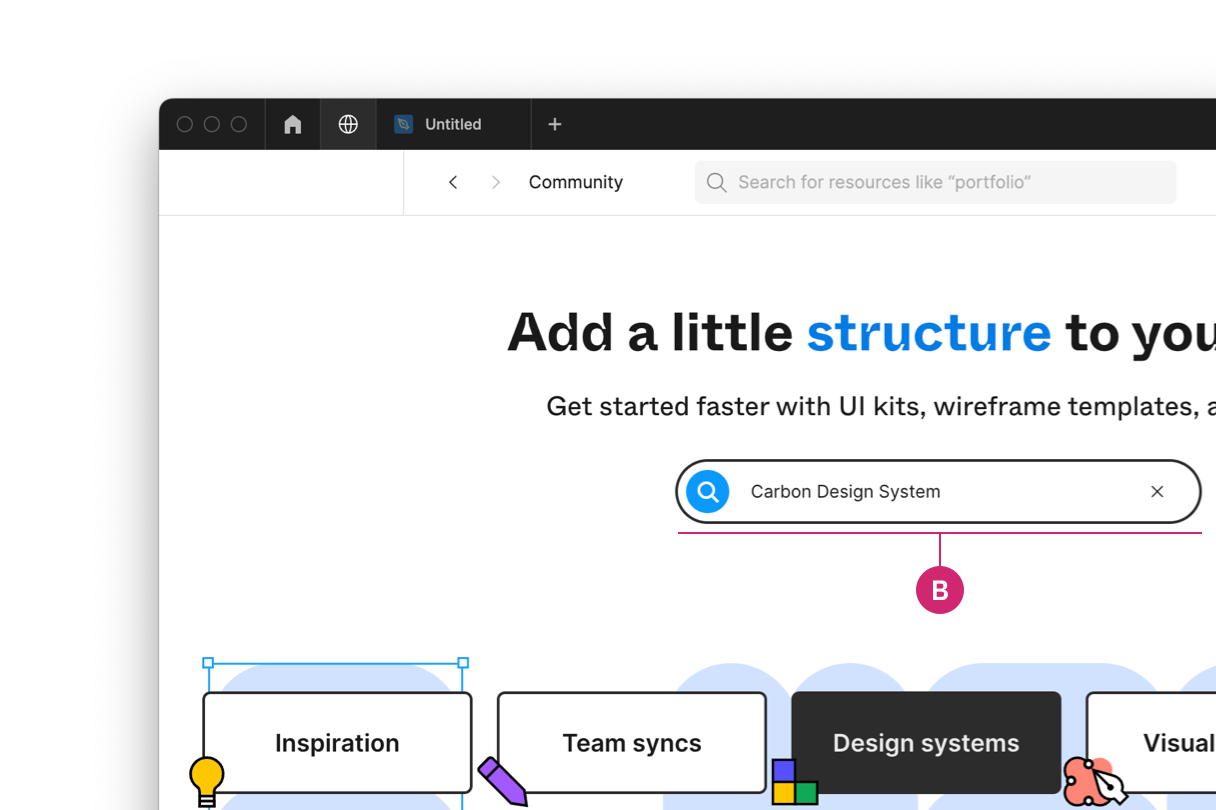 Untitled
Community
Search for resources like “portfolio”
Add a little structure to you
Get started faster with UI kits, wireframe templates, a
Carbon Design System
B
Inspiration
Team syncs
Design systems
Visual